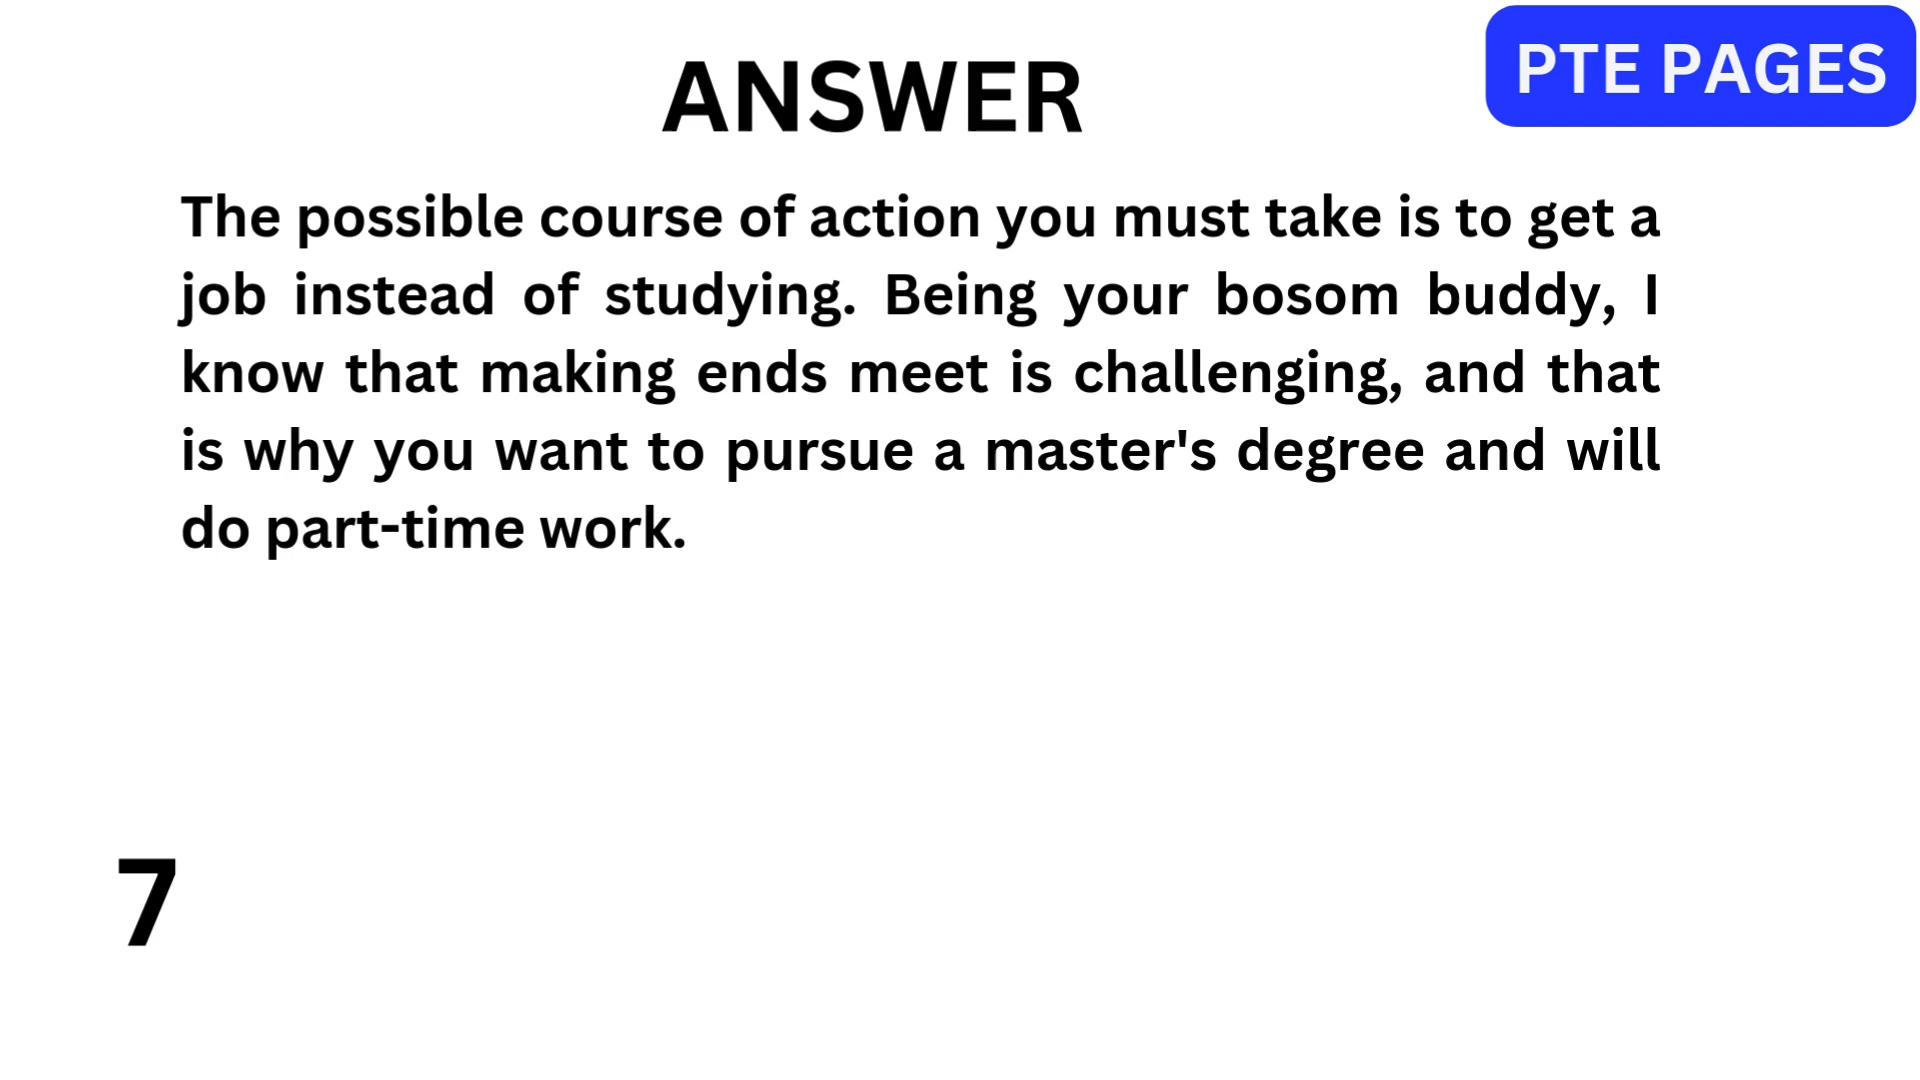 PTE PAGES
ANSWER
The possible course of action you must take is to get a
job instead of studying. Being your bosom buddy, I
know that making ends meet is challenging, and that
is why you want to pursue a master's degree and will
do part-time work.
7